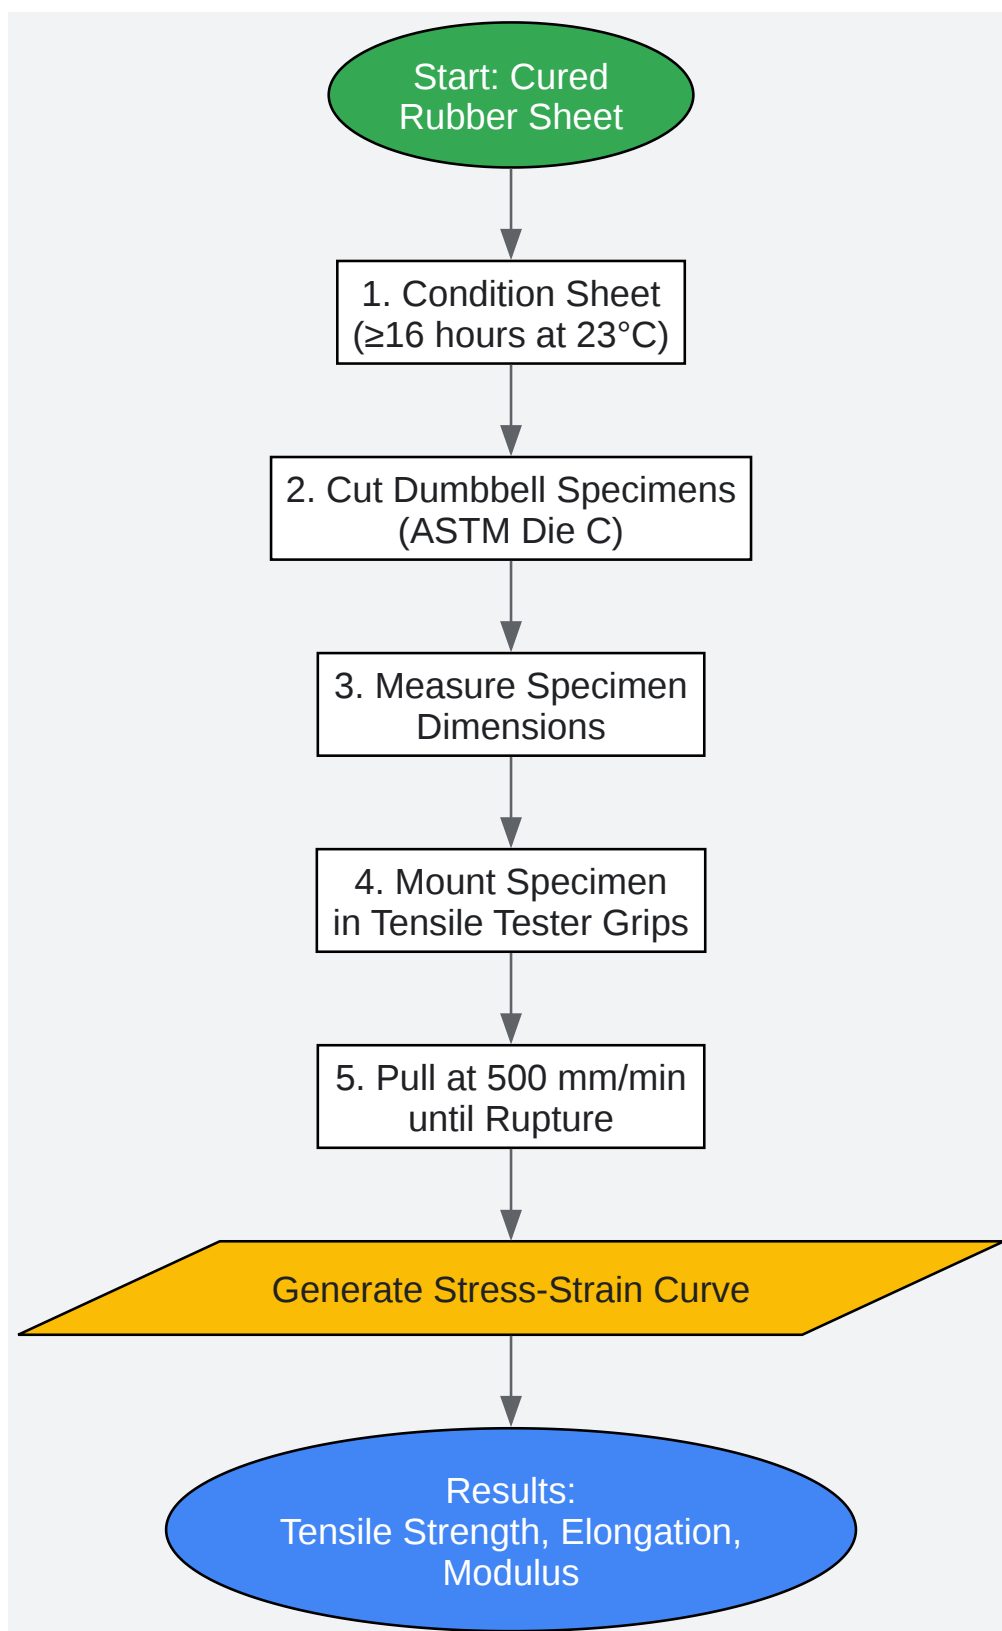 Start: Cured
Rubber Sheet
1. Condition Sheet
(≥16 hours at 23°C)
2. Cut Dumbbell Specimens
(ASTM Die C)
3. Measure Specimen
Dimensions
4. Mount Specimen
in Tensile Tester Grips
5. Pull at 500 mm/min
until Rupture
Generate Stress-Strain Curve
Results:
Tensile Strength, Elongation,
Modulus